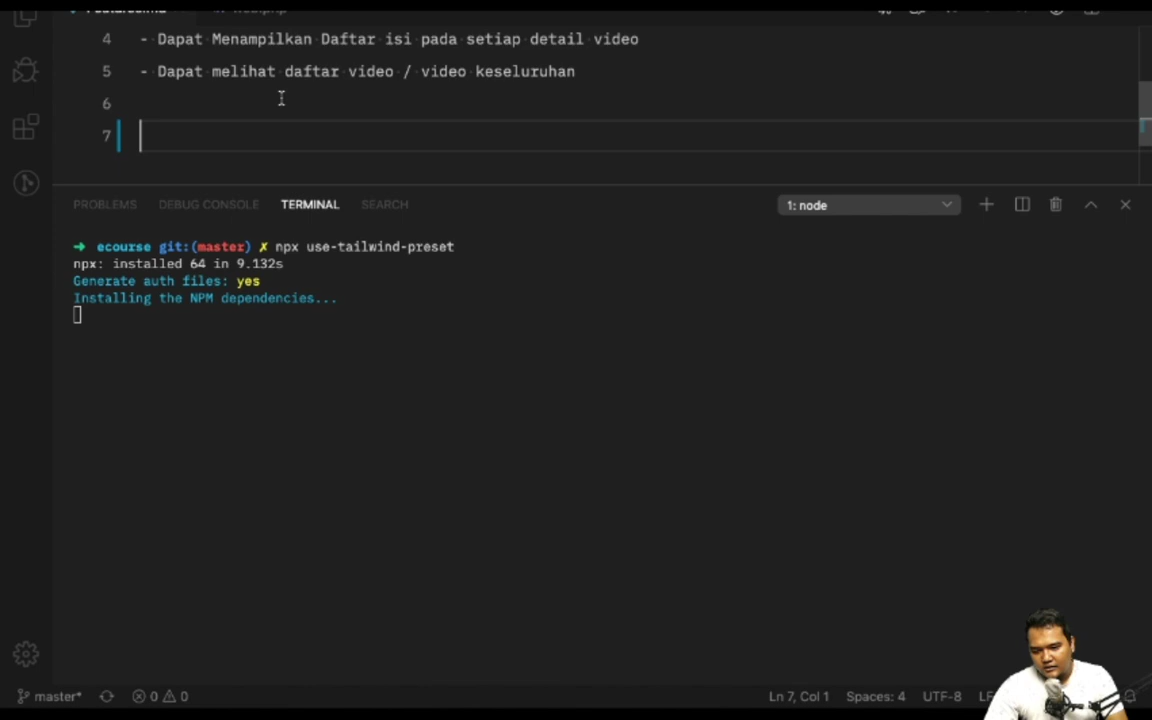 4 - Dapat Menampilkan Daftar isi pada setiap detail video
5 - Dapat melihat daftar video / video keseluruhan
6
7
PROBLEMS DEBUG CONSOLE TERMINAL SEARCH 1: node
→ ecourse git:(master) ✗ npx use-tailwind-preset
npx: installed 64 in 9.132s
Generate auth files: yes
Installing the NPM dependencies...
master* 0 0 Ln 7, Col 1 Spaces: 4 UTF-8